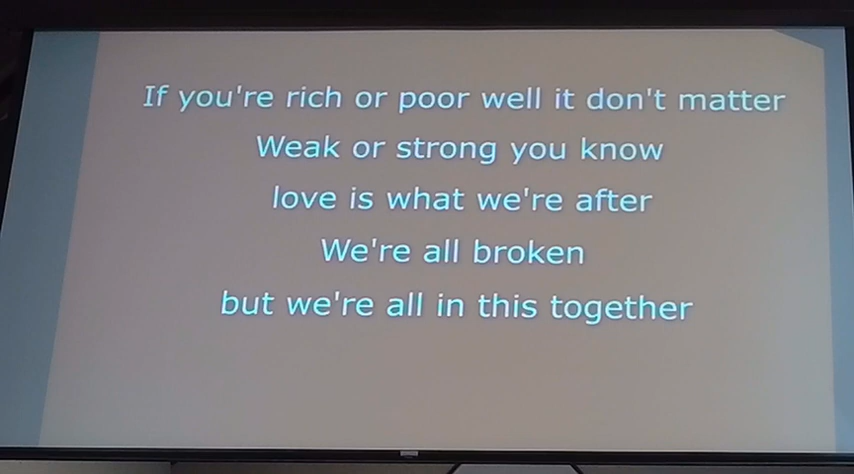 If you're rich or poor well it don't matter
Weak or strong you know
love is what we're after
We're all broken
but we're all in this together